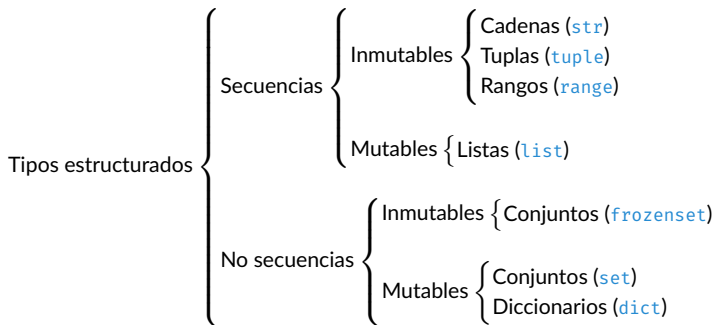 Tipos estructurados
Secuencias
Inmutables
Cadenas (str)
Tuplas (tuple)
Rangos (range)
Mutables
Listas (list)
No secuencias
Inmutables
Conjuntos (frozenset)
Mutables
Conjuntos (set)
Diccionarios (dict)